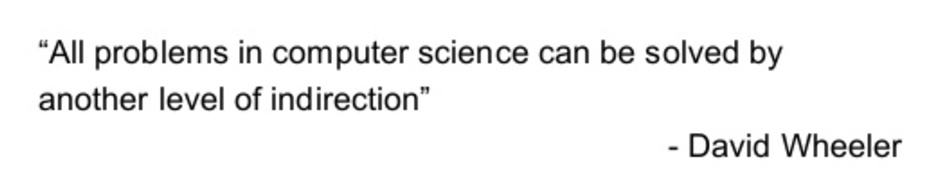 “All problems in computer science can be solved by
another level of indirection”
- David Wheeler